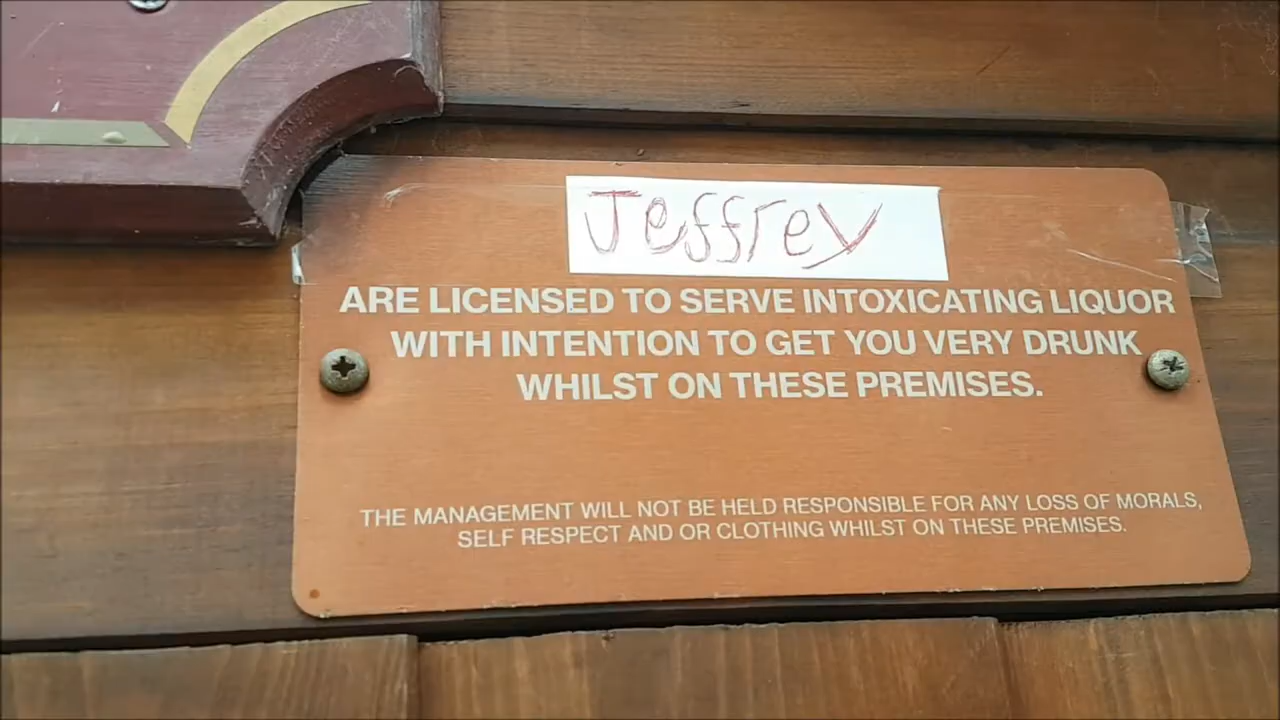 Jeffrey
ARE LICENSED TO SERVE INTOXICATING LIQUOR
WITH INTENTION TO GET YOU VERY DRUNK
WHILST ON THESE PREMISES.
THE MANAGEMENT WILL NOT BE HELD RESPONSIBLE FOR ANY LOSS OF MORALS,
SELF RESPECT AND OR CLOTHING WHILST ON THESE PREMISES.